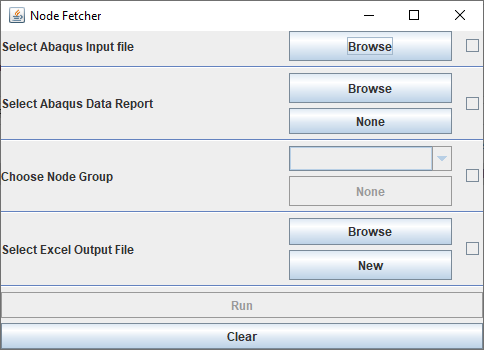 Node Fetcher
Select Abaqus Input file
Browse
Select Abaqus Data Report
Browse
None
Choose Node Group
None
Select Excel Output File
Browse
New
Run
Clear